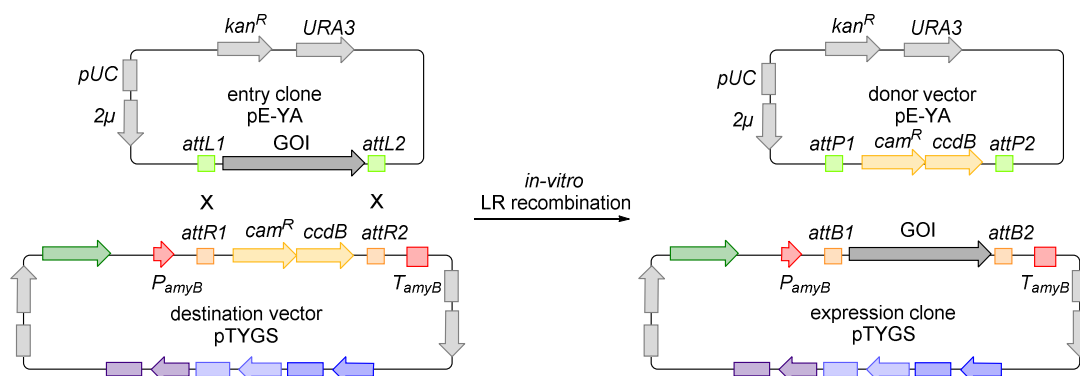 kanR URA3
pUC
2μ
entry clone
pE-YA
attL1 GOI attL2
x x
attR1 camR ccdB attR2
PamyB TamyB
destination vector
pTYGS
in-vitro
LR recombination
kanR URA3
pUC
2μ
donor vector
pE-YA
attP1 camR ccdB attP2
attB1 GOI attB2
PamyB TamyB
expression clone
pTYGS